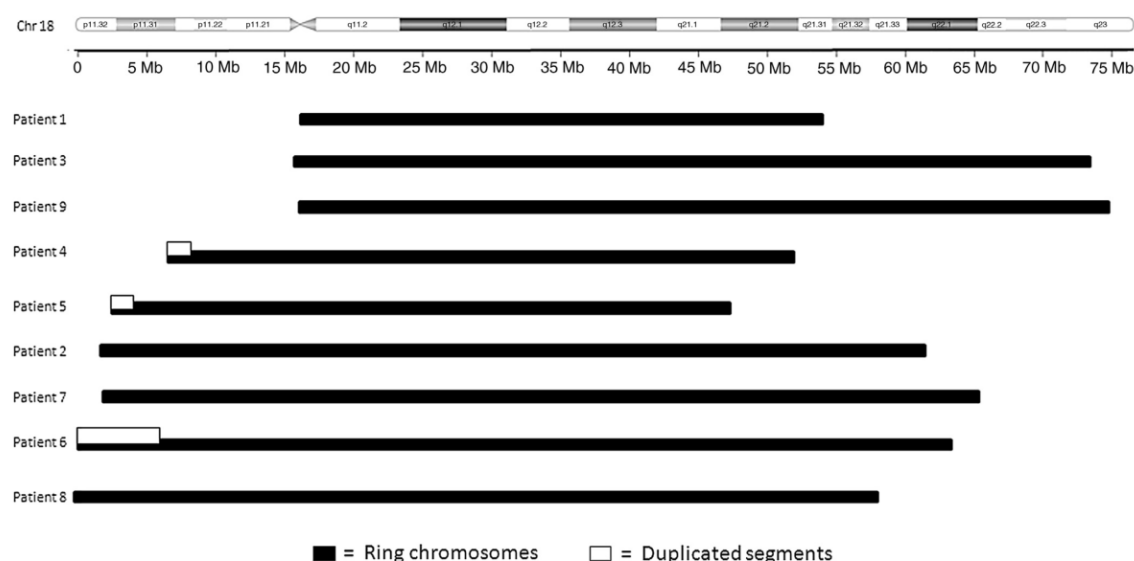 Chr 18 p11.32 p11.31 p11.22 p11.21 q11.2 q12.1 q12.2 q12.3 q21.1 q21.2 q21.31 q21.32 q21.33 q22.1 q22.2 q22.3 q23
0 5 Mb 10 Mb 15 Mb 20 Mb 25 Mb 30 Mb 35 Mb 40 Mb 45 Mb 50 Mb 55 Mb 60 Mb 65 Mb 70 Mb 75 Mb
Patient 1
Patient 3
Patient 9
Patient 4
Patient 5
Patient 2
Patient 7
Patient 6
Patient 8
= Ring chromosomes = Duplicated segments